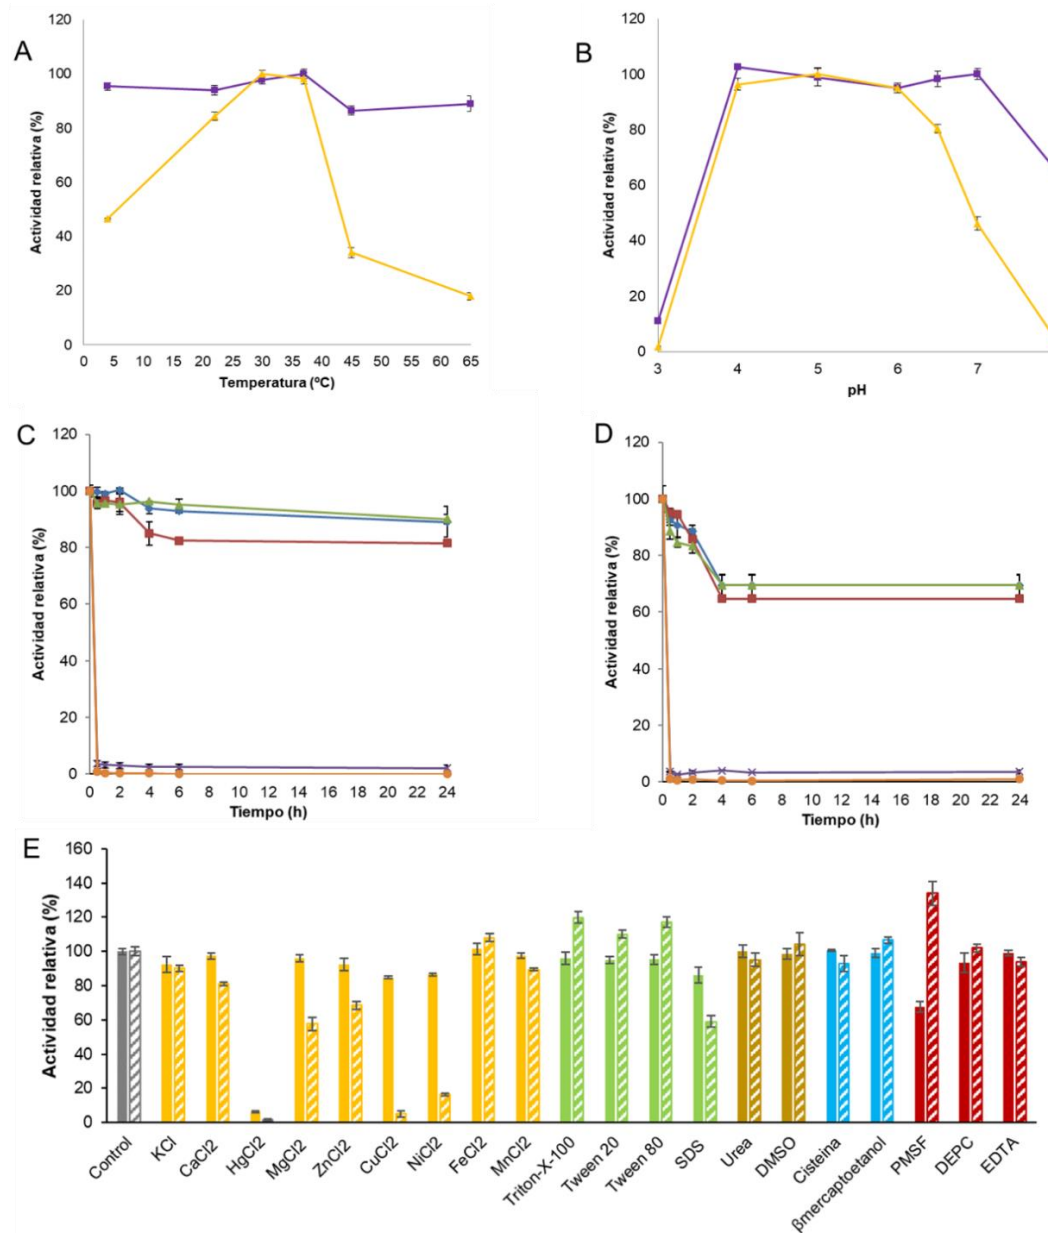 A
Actividad relativa (%)
120
100
80
60
40
20
0
0 5 10 15 20 25 30 35 40 45 50 55 60 65
Temperatura (ºC)
B
Actividad relativa (%)
120
100
80
60
40
20
0
3 4 5 6 7
pH
C
Actividad relativa (%)
120
100
80
60
40
20
0
0 2 4 6 8 10 12 14 16 18 20 22 24
Tiempo (h)
D
Actividad relativa (%)
120
100
80
60
40
20
0
0 2 4 6 8 10 12 14 16 18 20 22 24
Tiempo (h)
E
Actividad relativa (%)
160
140
120
100
80
60
40
20
0
Control
KCl
CaCl2
HgCl2
MgCl2
ZnCl2
CuCl2
NiCl2
FeCl2
MnCl2
Triton-X-100
Tween 20
Tween 80
SDS
Urea
DMSO
Cisteina
βmercaptoetanol
PMSF
DEPC
EDTA